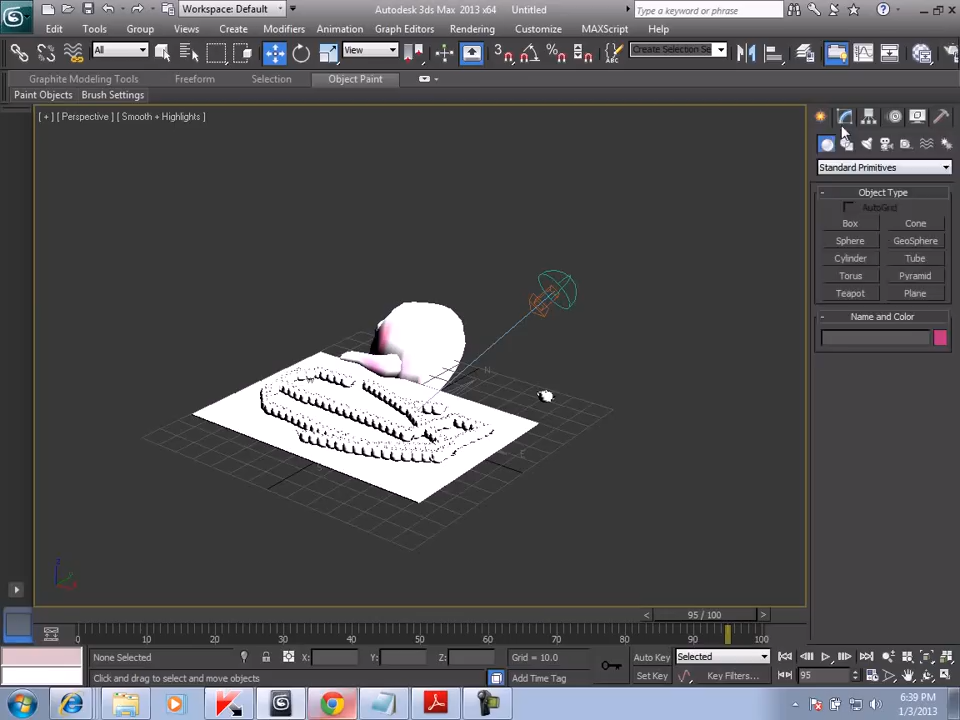 Workspace: Default
Autodesk 3ds Max 2013 x64
Untitled
Type a keyword or phrase
Edit
Tools
Group
Views
Create
Modifiers
Animation
Graph Editors
Rendering
Customize
MAXScript
Help
All
View
Create Selection Se
Graphite Modeling Tools
Freeform
Selection
Object Paint
Paint Objects
Brush Settings
[ + ] [ Perspective ] [ Smooth + Highlights ]
Standard Primitives
- Object Type
AutoGrid
Box
Cone
Sphere
GeoSphere
Cylinder
Tube
Torus
Pyramid
Teapot
Plane
- Name and Color
< 95 / 100 >
0 10 20 30 40 50 60 70 80 90 100
None Selected
X:
Y:
Z:
Grid = 10.0
Auto Key
Selected
Click and drag to select and move objects
Add Time Tag
Set Key
Key Filters...
95
6:39 PM
1/3/2013